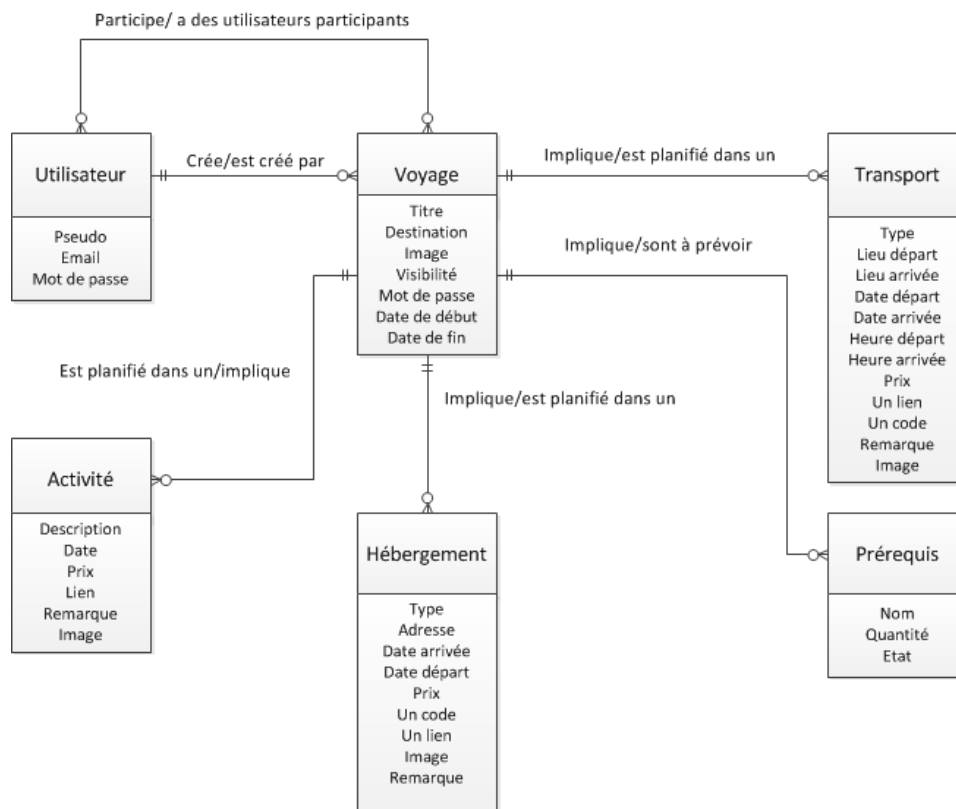 Participe/ a des utilisateurs participants
Utilisateur
Pseudo
Email
Mot de passe
Crée/est créé par
Voyage
Titre
Destination
Image
Visibilité
Mot de passe
Date de début
Date de fin
Implique/est planifié dans un
Transport
Type
Lieu départ
Lieu arrivée
Date départ
Date arrivée
Heure départ
Heure arrivée
Prix
Un lien
Un code
Remarque
Image
Implique/sont à prévoir
Est planifié dans un/implique
Implique/est planifié dans un
Activité
Description
Date
Prix
Lien
Remarque
Image
Hébergement
Type
Adresse
Date arrivée
Date départ
Prix
Un code
Un lien
Image
Remarque
Prérequis
Nom
Quantité
Etat